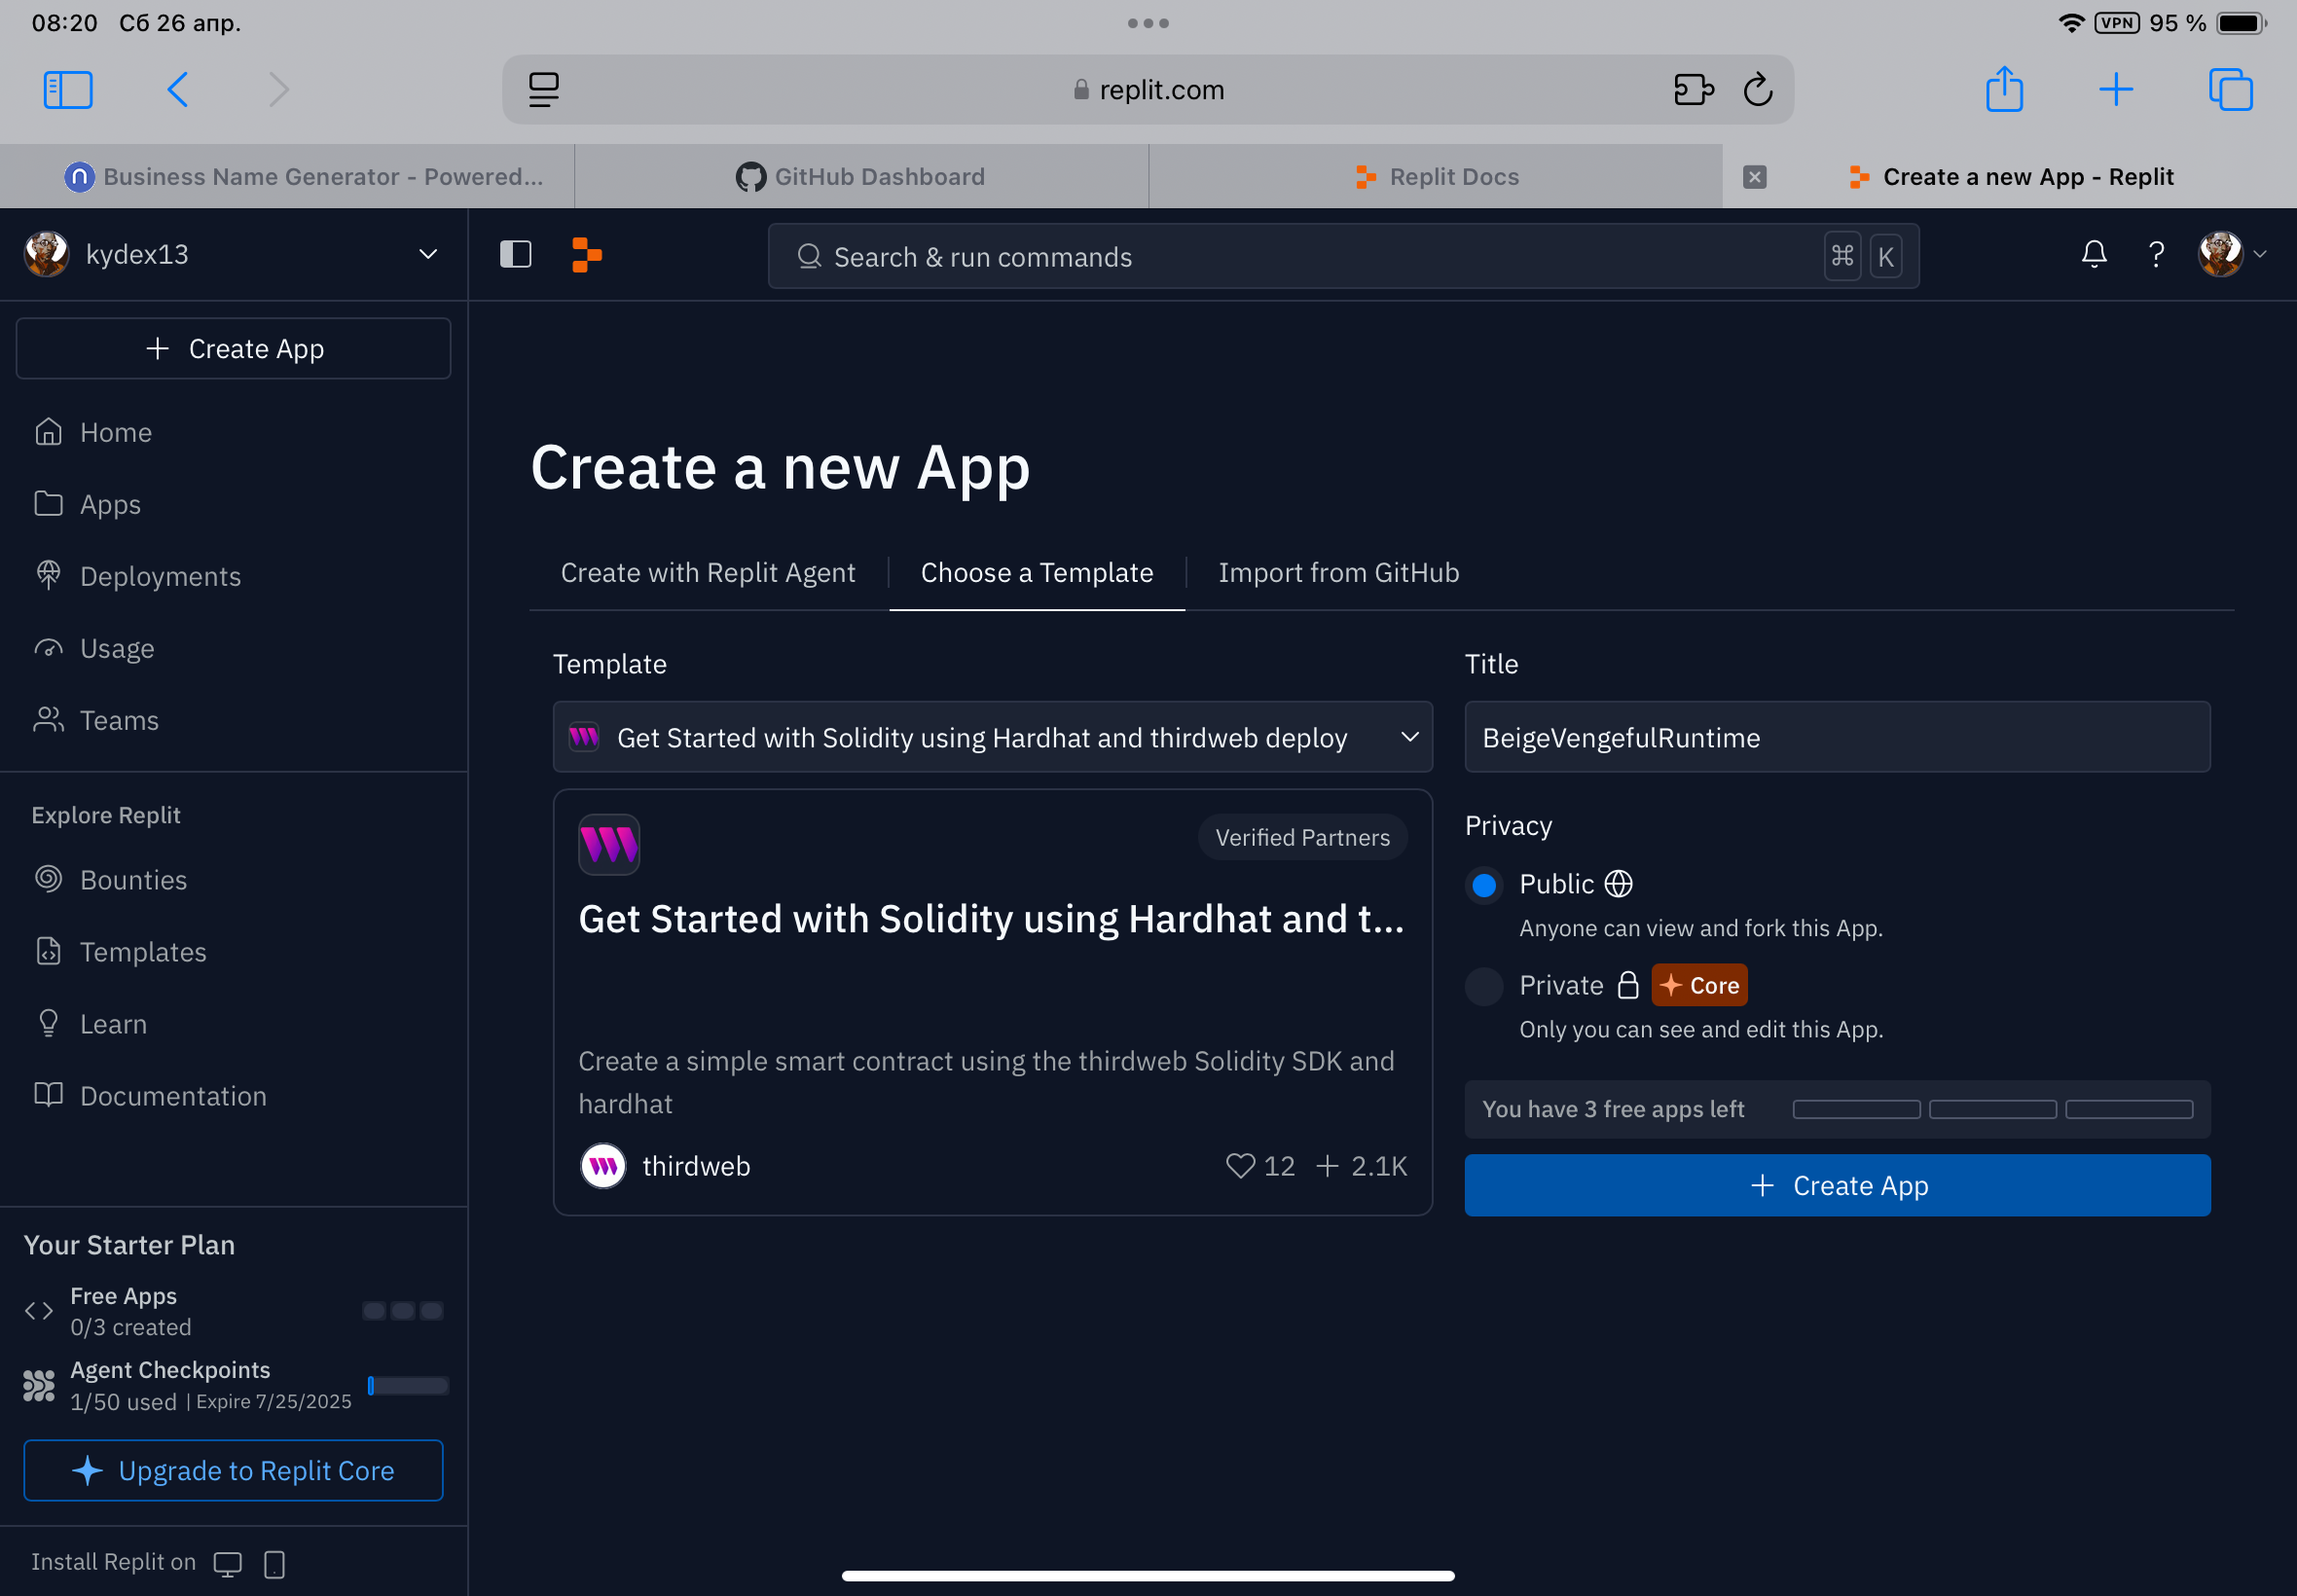 08:20 Сб 26 апр.
VPN 95 %
replit.com
Business Name Generator - Powered...
GitHub Dashboard
Replit Docs
Create a new App - Replit
kydex13
Search & run commands
⌘ K
+ Create App
Home
Apps
Deployments
Usage
Teams
Explore Replit
Bounties
Templates
Learn
Documentation
Your Starter Plan
Free Apps
0/3 created
Agent Checkpoints
1/50 used | Expire 7/25/2025
Upgrade to Replit Core
Install Replit on
Create a new App
Create with Replit Agent
Choose a Template
Import from GitHub
Template
Get Started with Solidity using Hardhat and thirdweb deploy
Verified Partners
Get Started with Solidity using Hardhat and t...
Create a simple smart contract using the thirdweb Solidity SDK and
hardhat
thirdweb
12 + 2.1K
Title
BeigeVengefulRuntime
Privacy
Public
Anyone can view and fork this App.
Private Core
Only you can see and edit this App.
You have 3 free apps left
+ Create App